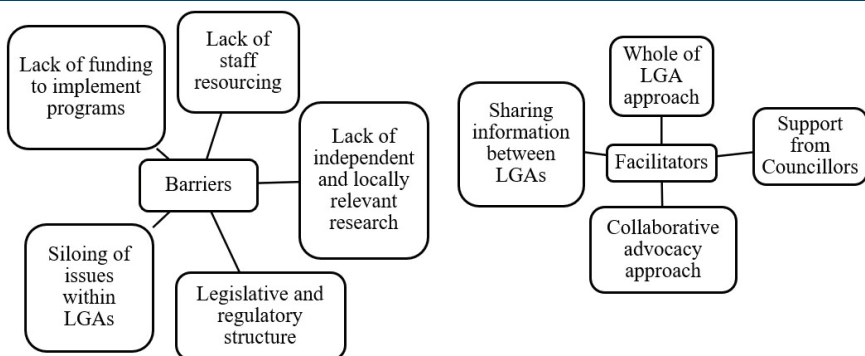 Lack of funding
to implement
programs
Lack of
staff
resourcing
Lack of
independent
and locally
relevant
research
Barriers
Siloing of
issues
within
LGAs
Legislative and
regulatory
structure
Whole of
LGA
approach
Sharing
information
between
LGAs
Support
from
Councillors
Facilitators
Collaborative
advocacy
approach